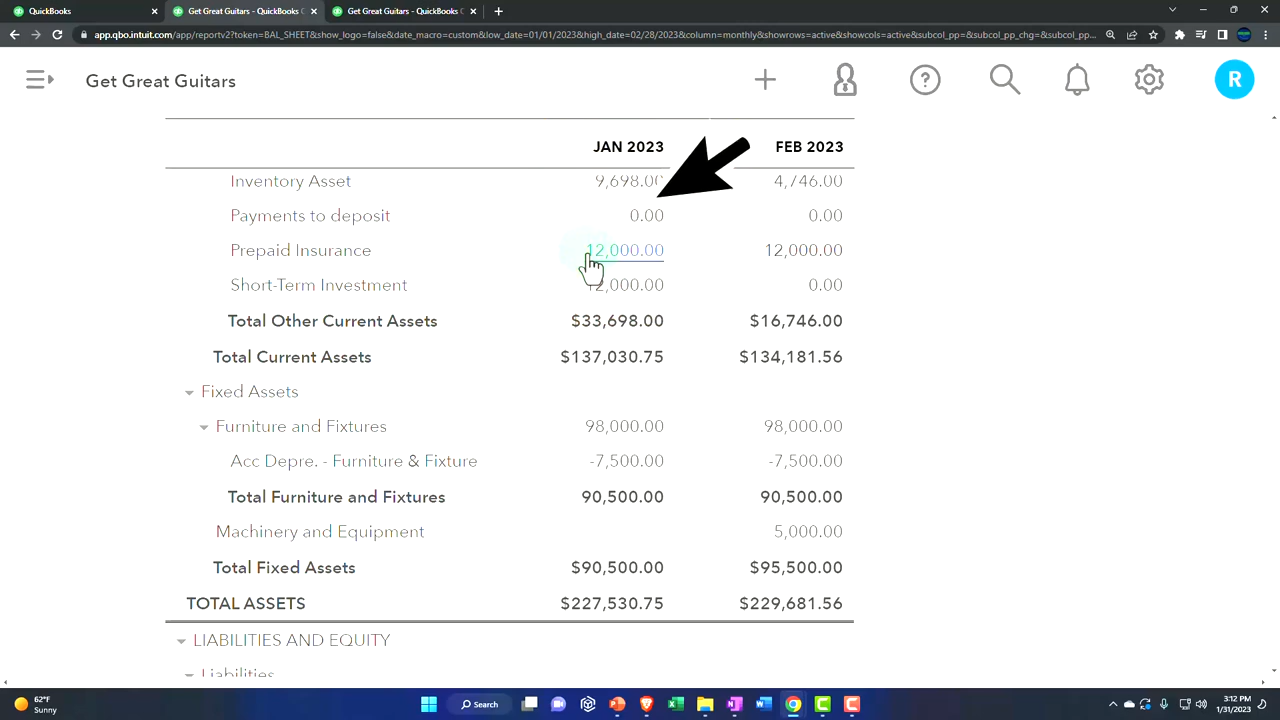 QuickBooks
Get Great Guitars - QuickBooks C
Get Great Guitars - QuickBooks C
app.qbo.intuit.com/app/reportv2?token=BAL_SHEET&show_logo=false&date_macro=custom&low_date=01/01/2023&high_date=02/28/2023&column=monthly&showrows=active&showcols=active&subcol_pp=&subcol_pp_chg=&subcol_pp...
Get Great Guitars
R
JAN 2023 FEB 2023
Inventory Asset 9,698.00 4,746.00
Payments to deposit 0.00 0.00
Prepaid Insurance 12,000.00 12,000.00
Short-Term Investment 12,000.00 0.00
Total Other Current Assets $33,698.00 $16,746.00
Total Current Assets $137,030.75 $134,181.56
Fixed Assets
Furniture and Fixtures 98,000.00 98,000.00
Acc Depre. - Furniture & Fixture -7,500.00 -7,500.00
Total Furniture and Fixtures 90,500.00 90,500.00
Machinery and Equipment 5,000.00
Total Fixed Assets $90,500.00 $95,500.00
TOTAL ASSETS $227,530.75 $229,681.56
LIABILITIES AND EQUITY
Liabilities
62°F
Sunny
Search
3:12 PM
1/31/2023